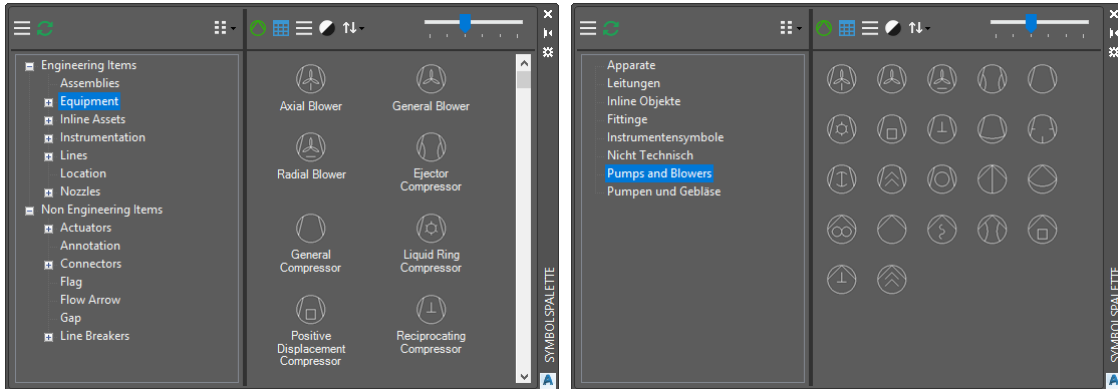 Engineering Items
Assemblies
Equipment
Inline Assets
Instrumentation
Lines
Location
Nozzles
Non Engineering Items
Actuators
Annotation
Connectors
Flag
Flow Arrow
Gap
Line Breakers
Axial Blower
General Blower
Radial Blower
Ejector
Compressor
General
Compressor
Liquid Ring
Compressor
Positive
Displacement
Compressor
Reciprocating
Compressor
SYMBOLSPALETTE
Apparate
Leitungen
Inline Objekte
Fittinge
Instrumentensymbole
Nicht Technisch
Pumps and Blowers
Pumpen und Gebläse
SYMBOLSPALETTE